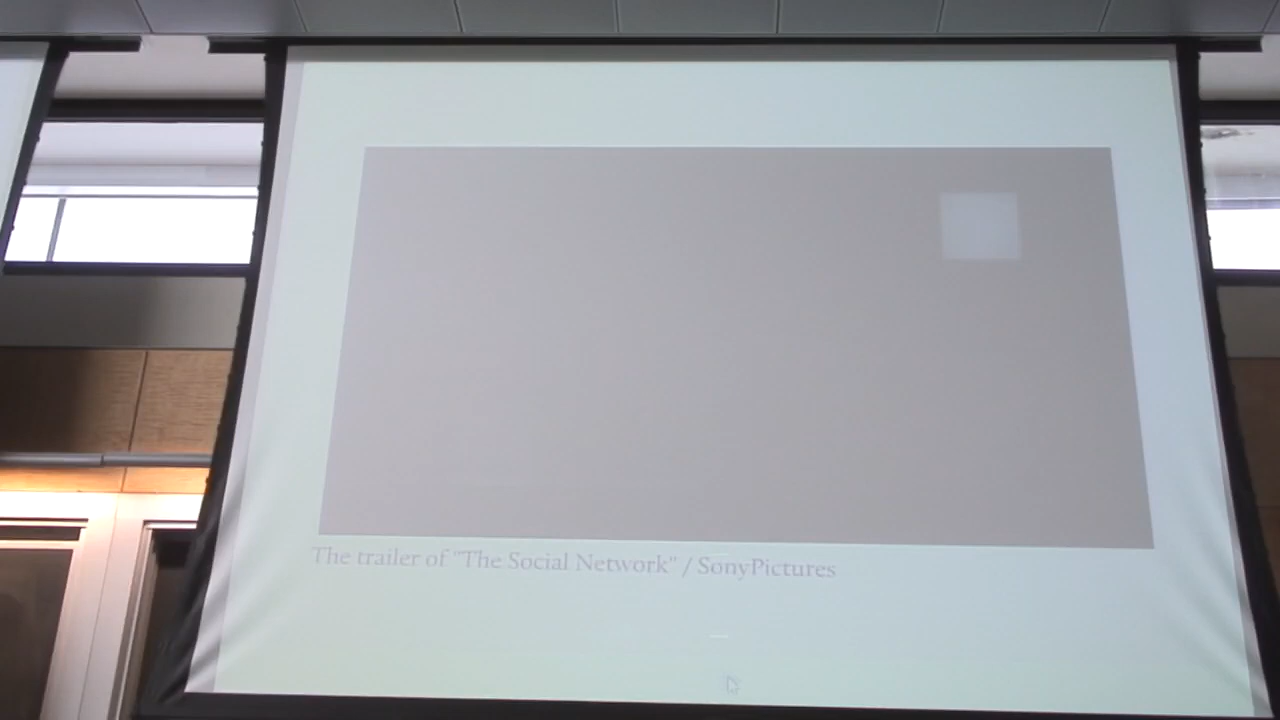 The trailer of "The Social Network" / SonyPictures